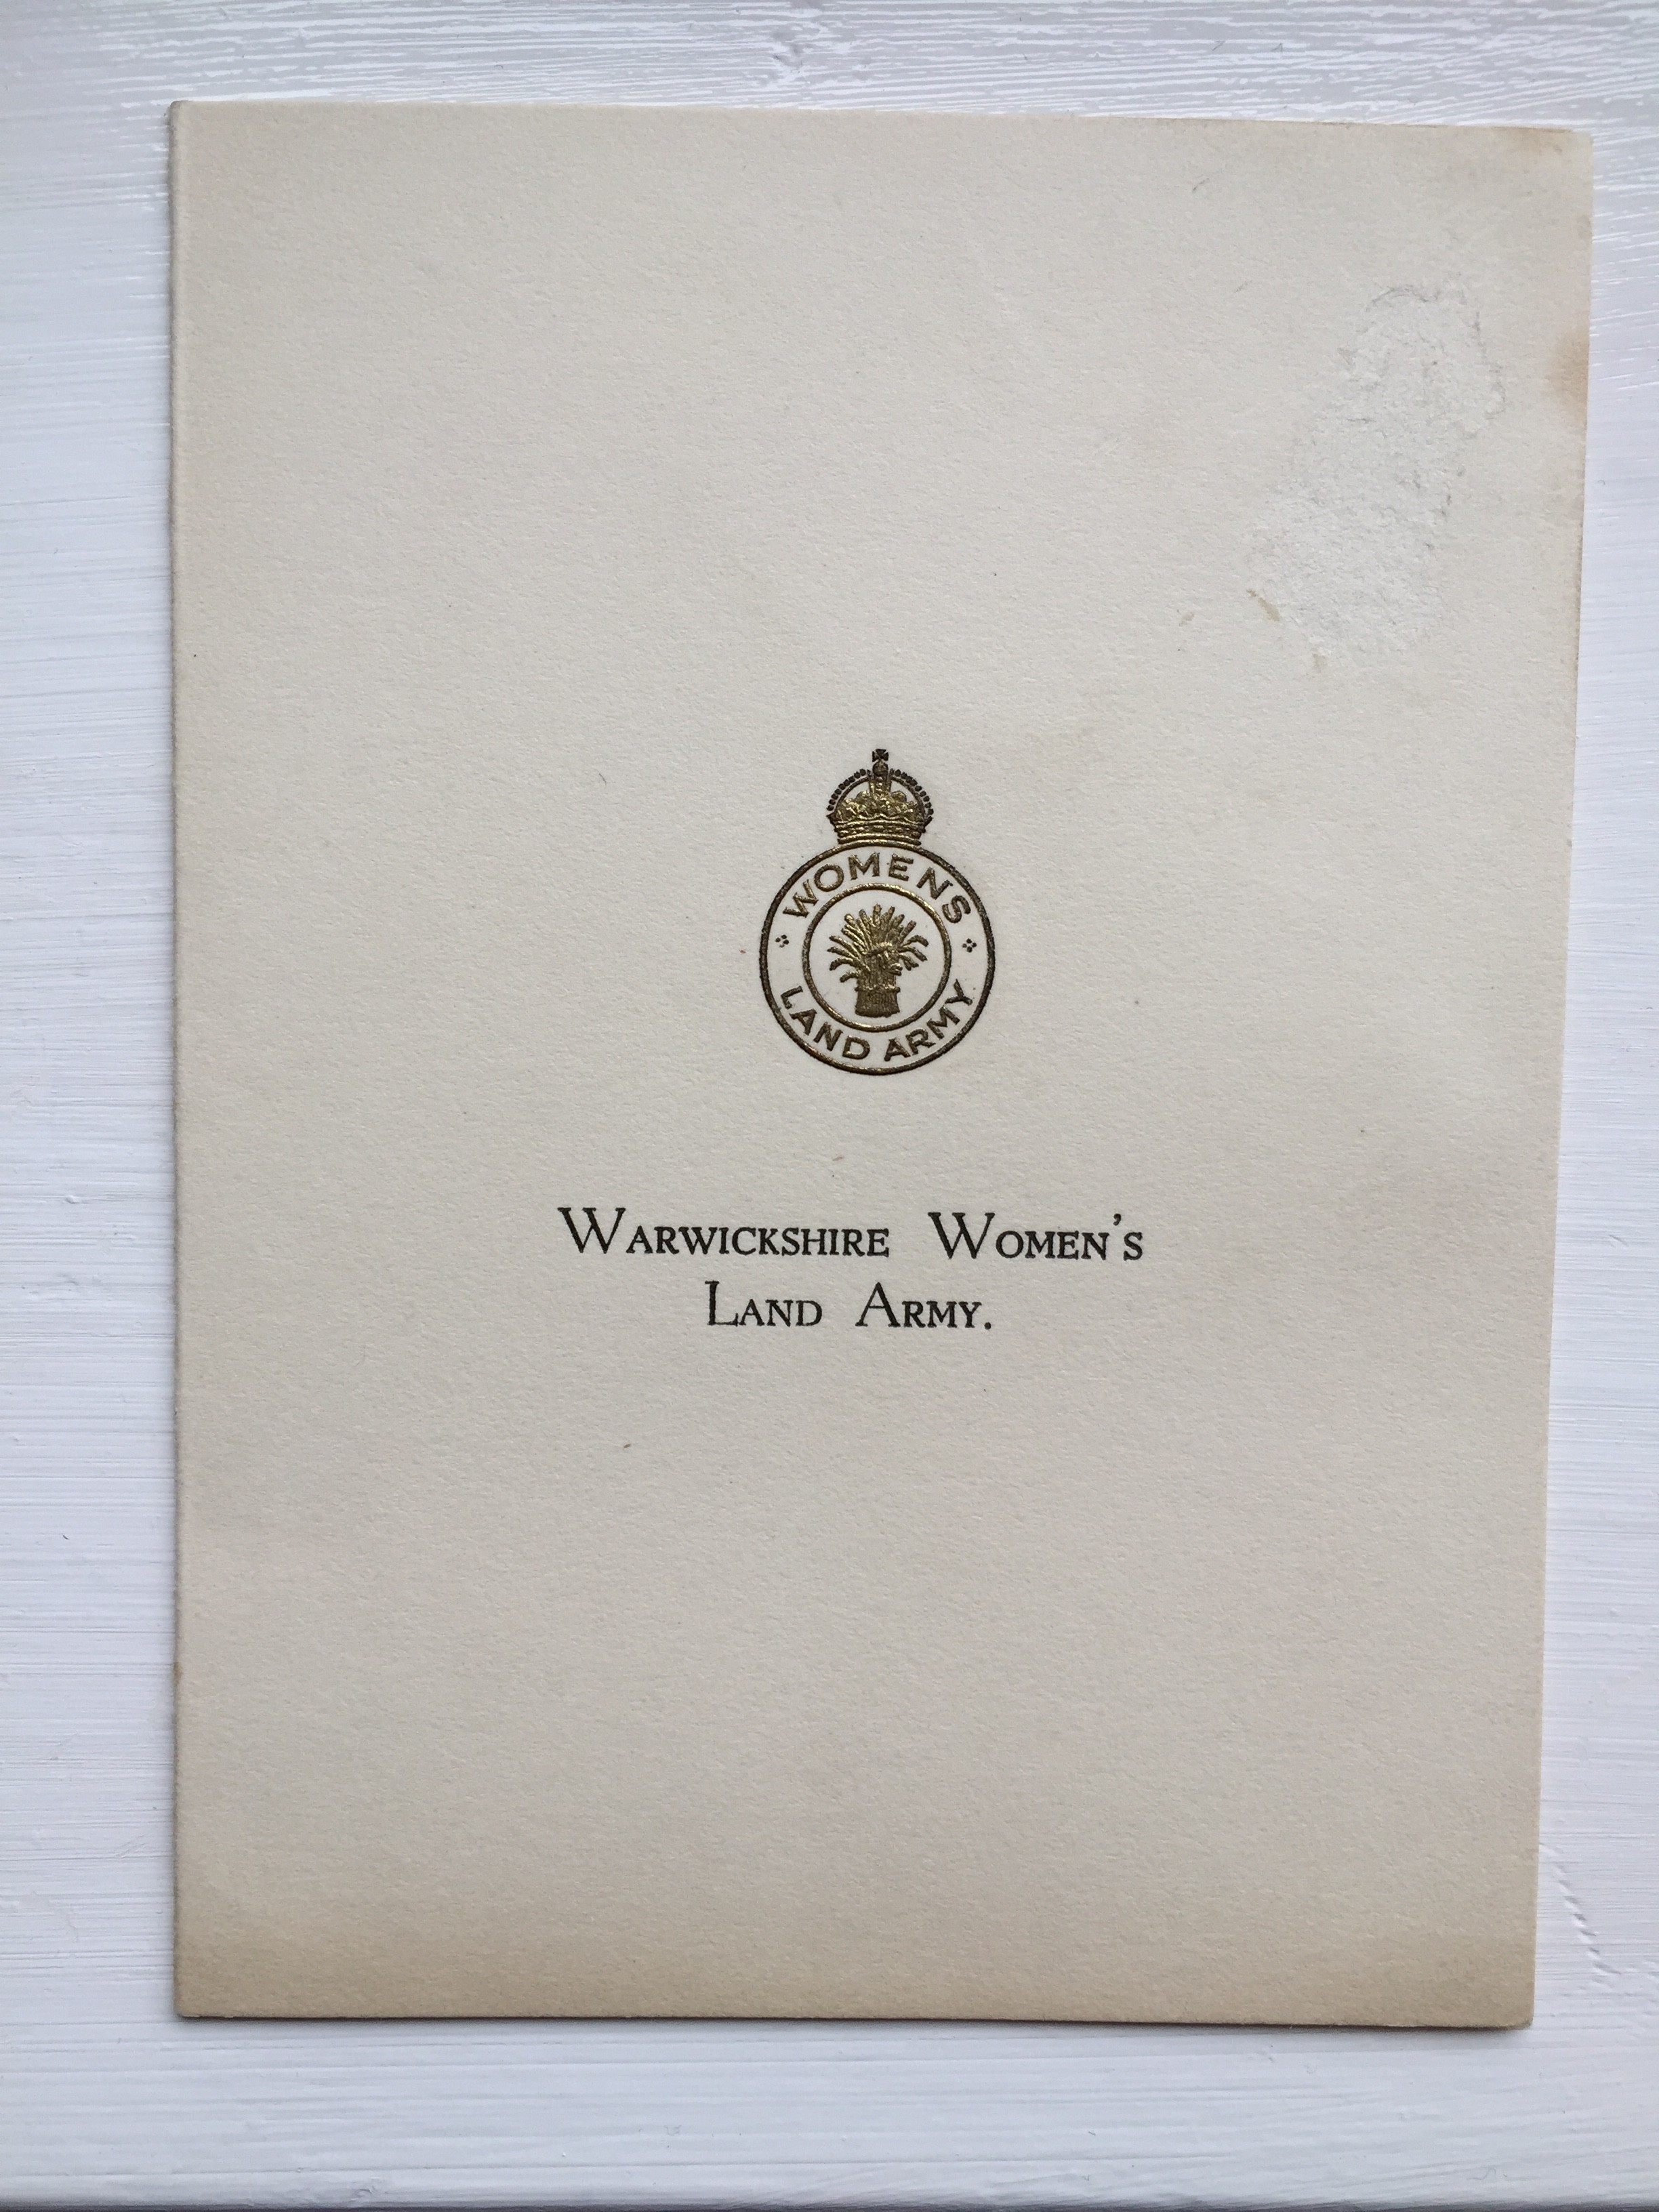 WOMENS
LAND ARMY
WARWICKSHIRE WOMEN'S
LAND ARMY.